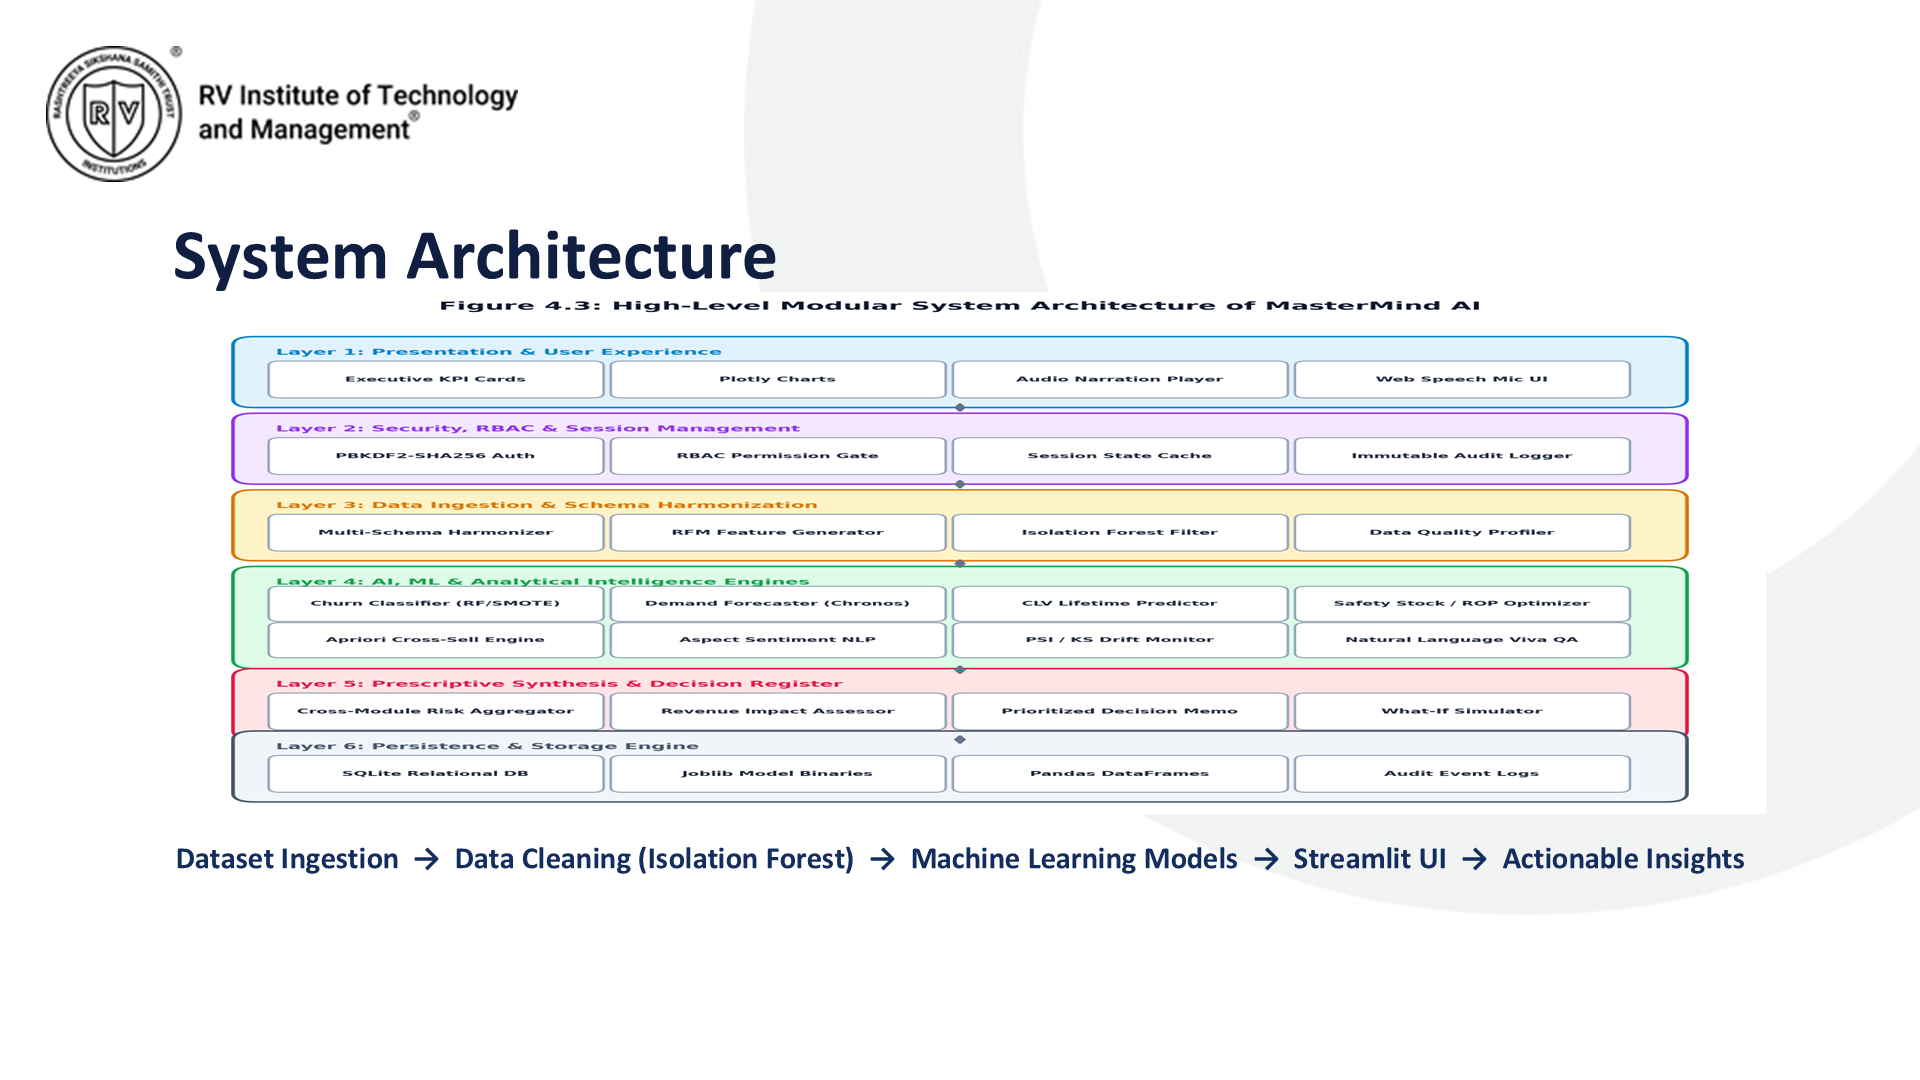 RASHTREEYA SIKSHANA SAMITHI TRUST
RV
INSTITUTIONS
®
RV Institute of Technology
and Management®
System Architecture
Figure 4.3: High-Level Modular System Architecture of MasterMind AI
Layer 1: Presentation & User Experience
Executive KPI Cards Plotly Charts Audio Narration Player Web Speech Mic UI
Layer 2: Security, RBAC & Session Management
PBKDF2-SHA256 Auth RBAC Permission Gate Session State Cache Immutable Audit Logger
Layer 3: Data Ingestion & Schema Harmonization
Multi-Schema Harmonizer RFM Feature Generator Isolation Forest Filter Data Quality Profiler
Layer 4: AI, ML & Analytical Intelligence Engines
Churn Classifier (RF/SMOTE) Demand Forecaster (Chronos) CLV Lifetime Predictor Safety Stock / ROP Optimizer
Apriori Cross-Sell Engine Aspect Sentiment NLP PSI / KS Drift Monitor Natural Language Viva QA
Layer 5: Prescriptive Synthesis & Decision Register
Cross-Module Risk Aggregator Revenue Impact Assessor Prioritized Decision Memo What-If Simulator
Layer 6: Persistence & Storage Engine
SQLite Relational DB Joblib Model Binaries Pandas DataFrames Audit Event Logs
Dataset Ingestion → Data Cleaning (Isolation Forest) → Machine Learning Models → Streamlit UI → Actionable Insights